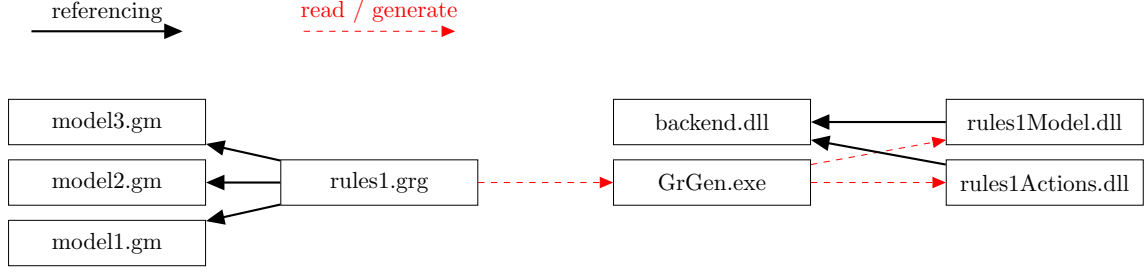 referencing
read / generate
model3.gm
backend.dll
rules1Model.dll
model2.gm
rules1.grg
GrGen.exe
rules1Actions.dll
model1.gm